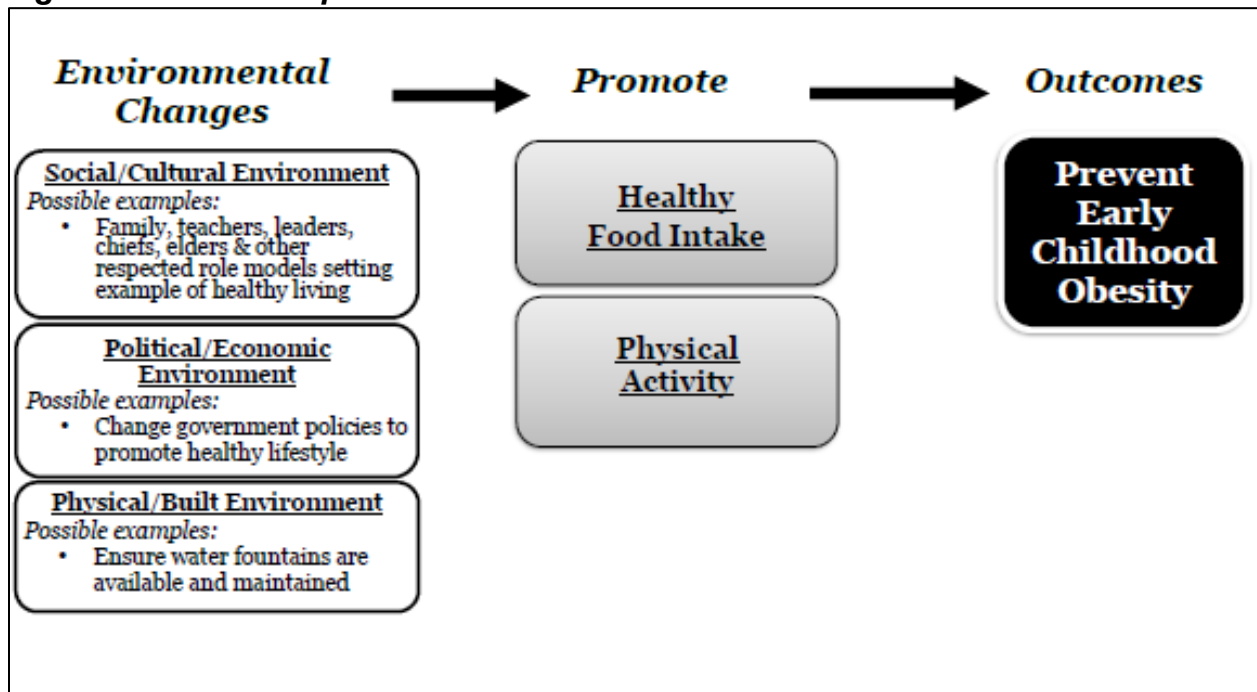 Environmental
Changes
Promote
Outcomes
Social/Cultural Environment
Possible examples:
• Family, teachers, leaders,
chiefs, elders & other
respected role models setting
example of healthy living
Political/Economic
Environment
Possible examples:
• Change government policies to
promote healthy lifestyle
Physical/Built Environment
Possible examples:
• Ensure water fountains are
available and maintained
Healthy
Food Intake
Physical
Activity
Prevent
Early
Childhood
Obesity